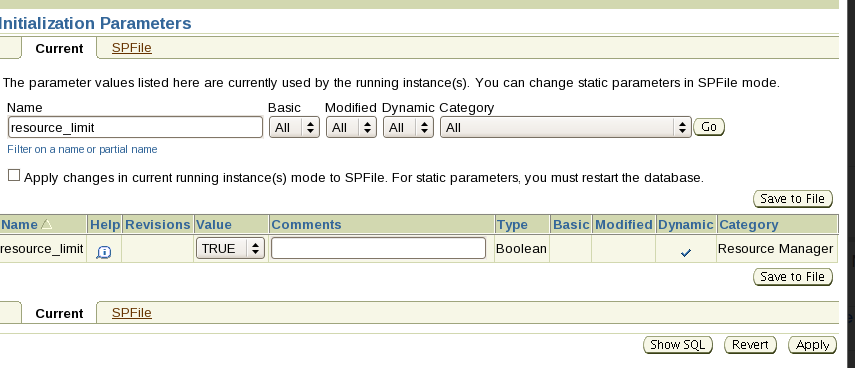 Initialization Parameters
Current SPFile
The parameter values listed here are currently used by the running instance(s). You can change static parameters in SPFile mode.
Name Basic Modified Dynamic Category
resource_limit All All All All Go
Filter on a name or partial name
Apply changes in current running instance(s) mode to SPFile. For static parameters, you must restart the database.
Save to File
Name Help Revisions Value Comments Type Basic Modified Dynamic Category
resource_limit TRUE Boolean Resource Manager
Save to File
Current SPFile
Show SQL Revert Apply